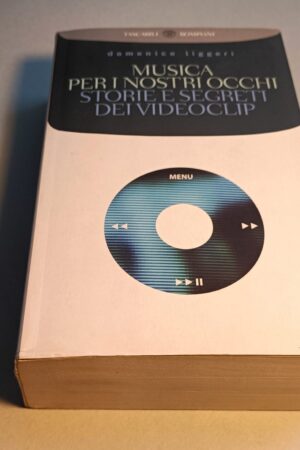 TASCABILI BOMPIANI
domenico liggeri
MUSICA
PER I NOSTRI OCCHI
STORIE E SEGRETI
DEI VIDEOCLIP
MENU